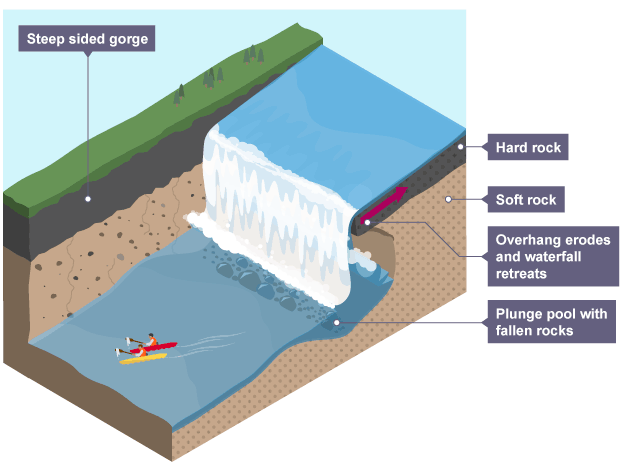 Steep sided gorge
Hard rock
Soft rock
Overhang erodes
and waterfall
retreats
Plunge pool with
fallen rocks